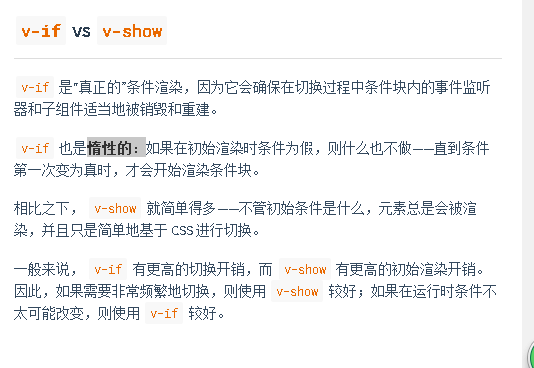 v-if vs v-show
v-if 是“真正的”条件渲染，因为它会确保在切换过程中条件块内的事件监听
器和子组件适当地被销毁和重建。
v-if 也是惰性的：如果在初始渲染时条件为假，则什么也不做——直到条件
第一次变为真时，才会开始渲染条件块。
相比之下， v-show 就简单得多——不管初始条件是什么，元素总是会被渲
染，并且只是简单地基于 CSS 进行切换。
一般来说， v-if 有更高的切换开销，而 v-show 有更高的初始渲染开销。
因此，如果需要非常频繁地切换，则使用 v-show 较好；如果在运行时条件不
太可能改变，则使用 v-if 较好。